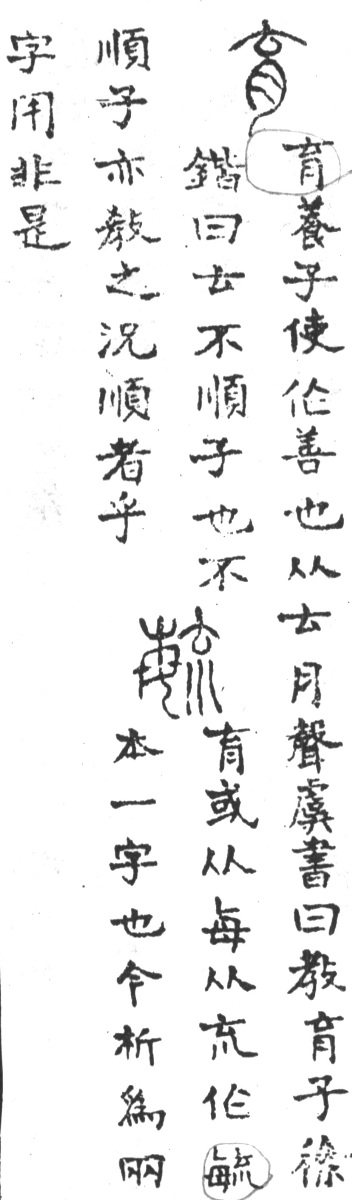 育
育養子使作善也从𠫓月聲虞書曰教育子徐
鍇曰𠫓不順子也不
順子亦教之況順者乎
毓
育或从每从㐬作毓
本一字也今析爲兩
字用非是